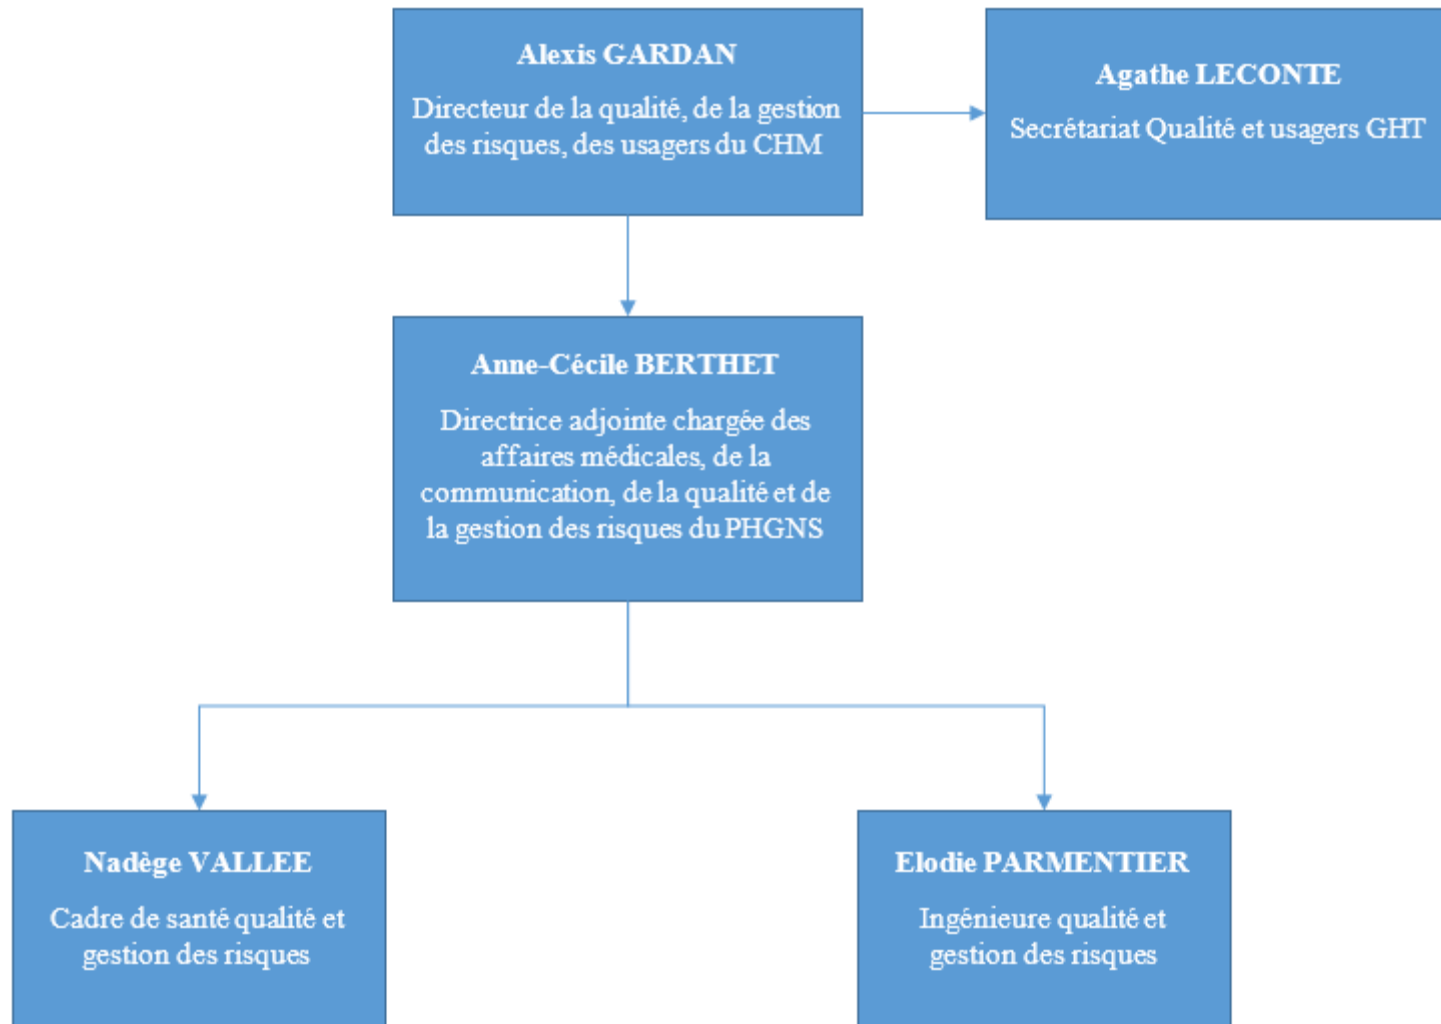 Alexis GARDAN
Directeur de la qualité, de la gestion
des risques, des usagers du CHM
Agathe LECONTE
Secrétariat Qualité et usagers GHT
Anne-Cécile BERTHET
Directrice adjointe chargée des
affaires médicales, de la
communication, de la qualité et de
la gestion des risques du PHGNS
Nadège VALLEE
Cadre de santé qualité et
gestion des risques
Elodie PARMENTIER
Ingénieure qualité et
gestion des risques